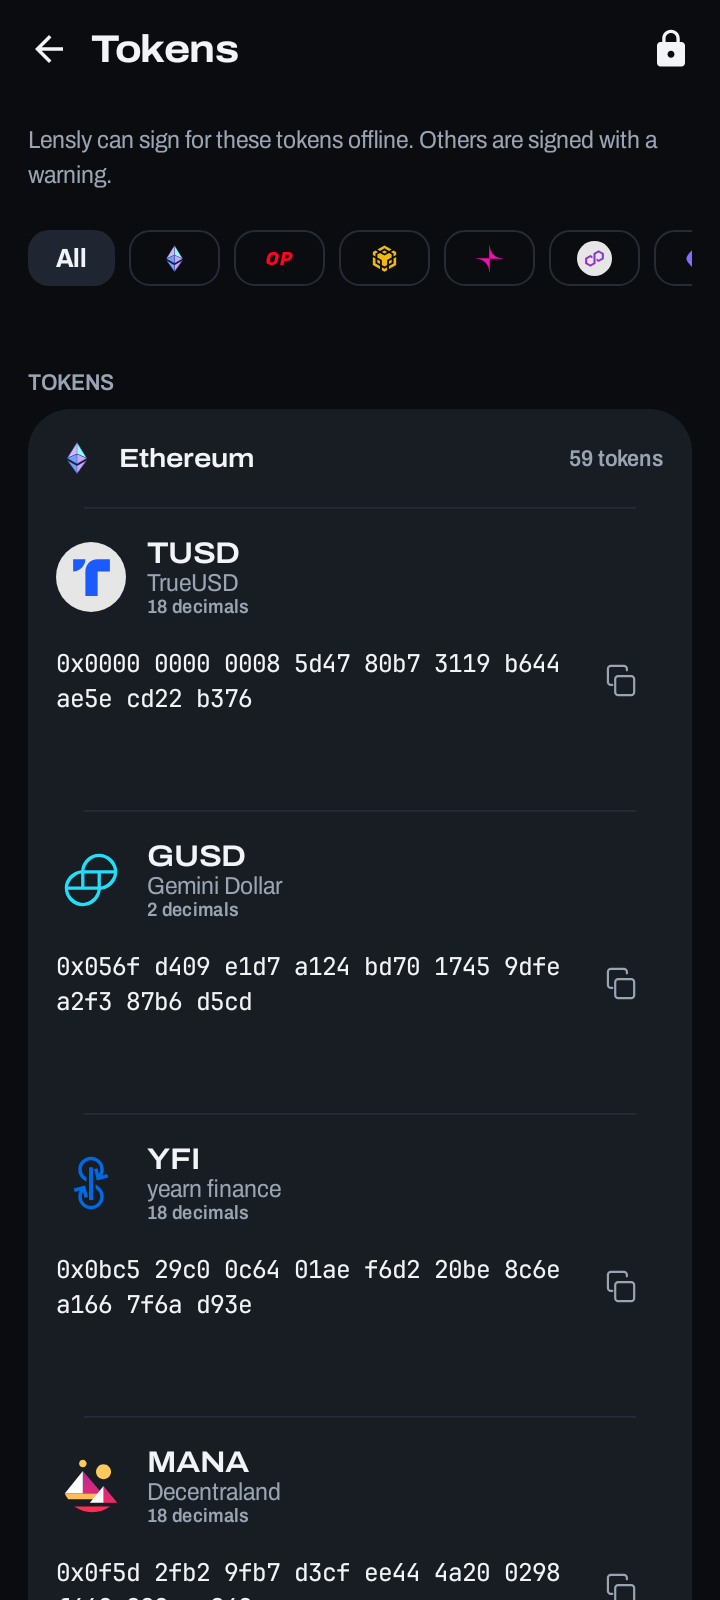 Tokens
Lensly can sign for these tokens offline. Others are signed with a
warning.
All
OP
TOKENS
Ethereum
59 tokens
TUSD
TrueUSD
18 decimals
0x0000 0000 0008 5d47 80b7 3119 b644
ae5e cd22 b376
GUSD
Gemini Dollar
2 decimals
0x056f d409 e1d7 a124 bd70 1745 9dfe
a2f3 87b6 d5cd
YFI
yearn finance
18 decimals
0x0bc5 29c0 0c64 01ae f6d2 20be 8c6e
a166 7f6a d93e
MANA
Decentraland
18 decimals
0x0f5d 2fb2 9fb7 d3cf ee44 4a20 0298